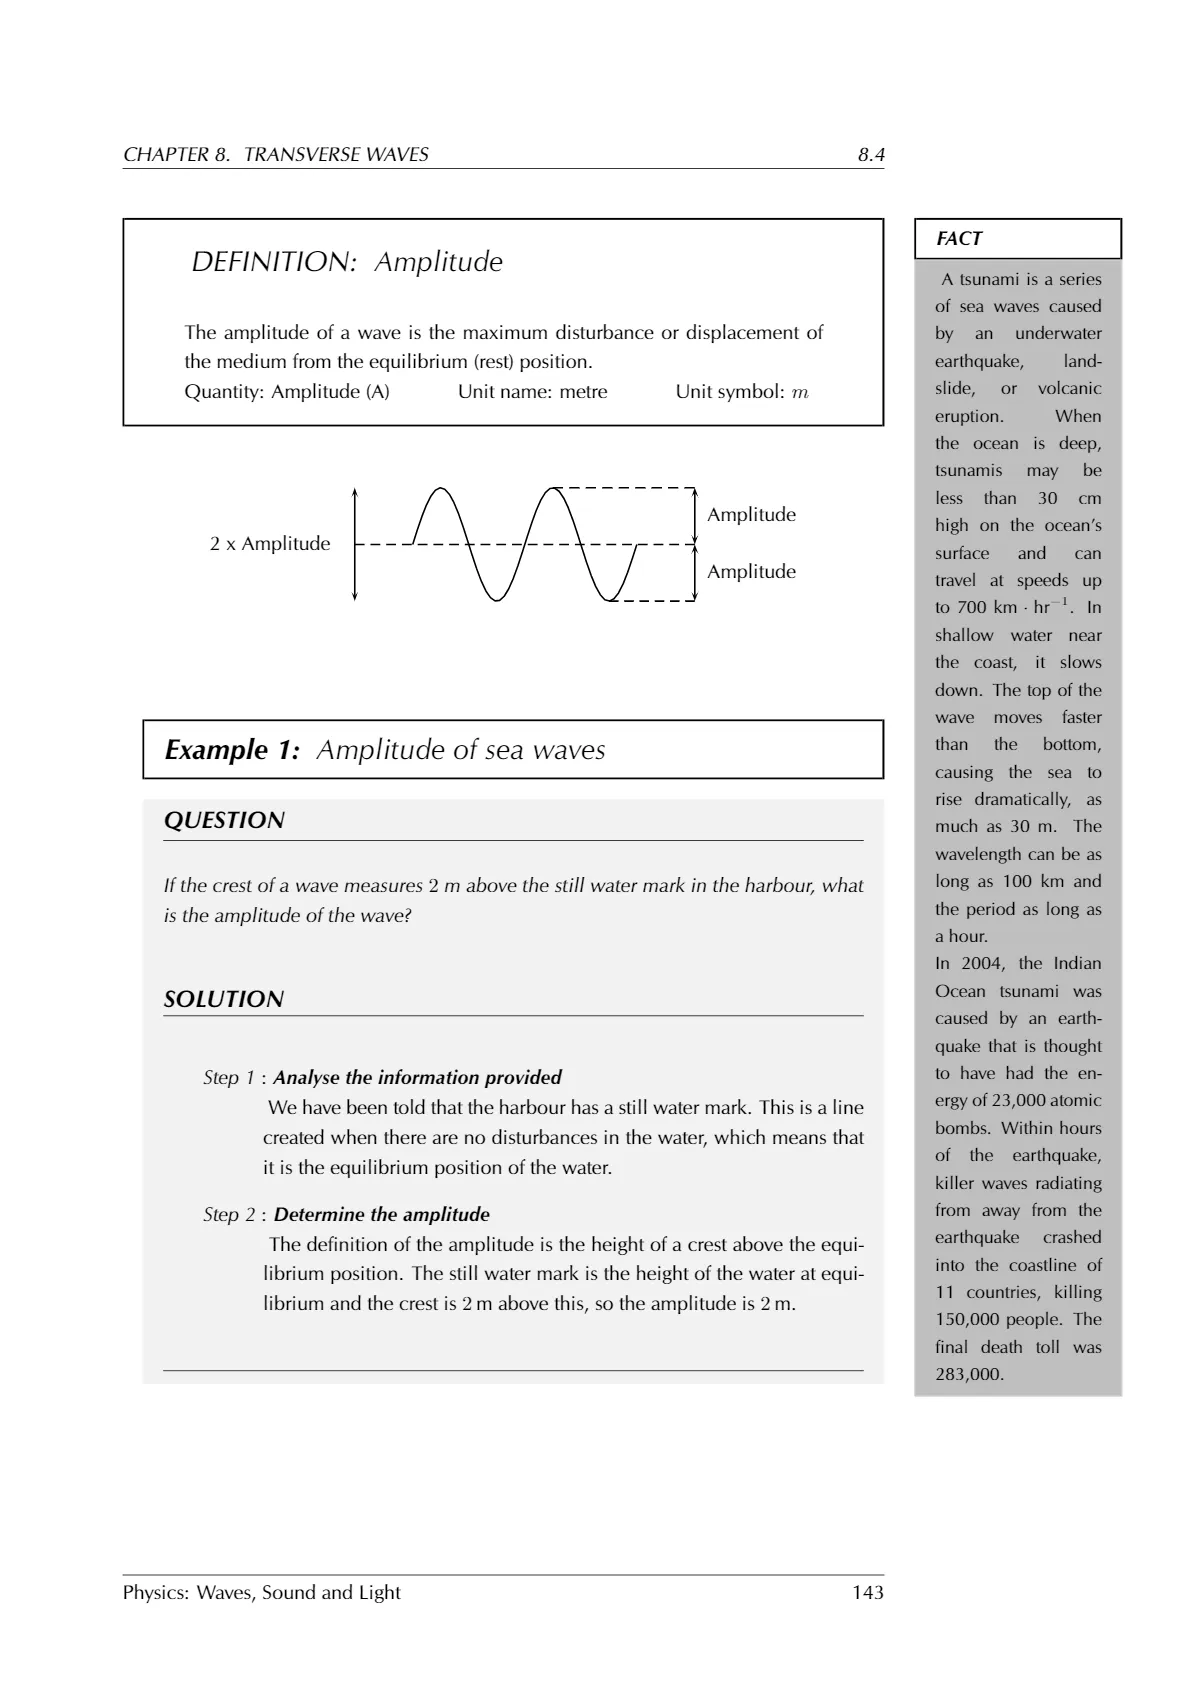 CHAPTER 8. TRANSVERSE WAVES 8.4
DEFINITION: Amplitude
The amplitude of a wave is the maximum disturbance or displacement of
the medium from the equilibrium (rest) position.
Quantity: Amplitude (A) Unit name: metre Unit symbol: m
2 x Amplitude
Amplitude
Amplitude
Example 1: Amplitude of sea waves
QUESTION
If the crest of a wave measures 2 m above the still water mark in the harbour, what
is the amplitude of the wave?
SOLUTION
Step 1 : Analyse the information provided
We have been told that the harbour has a still water mark. This is a line
created when there are no disturbances in the water, which means that
it is the equilibrium position of the water.
Step 2 : Determine the amplitude
The definition of the amplitude is the height of a crest above the equi-
librium position. The still water mark is the height of the water at equi-
librium and the crest is 2 m above this, so the amplitude is 2 m.
FACT
A tsunami is a series
of sea waves caused
by an underwater
earthquake, land-
slide, or volcanic
eruption. When
the ocean is deep,
tsunamis may be
less than 30 cm
high on the ocean's
surface and can
travel at speeds up
to 700 km · hr⁻¹. In
shallow water near
the coast, it slows
down. The top of the
wave moves faster
than the bottom,
causing the sea to
rise dramatically, as
much as 30 m. The
wavelength can be as
long as 100 km and
the period as long as
a hour.
In 2004, the Indian
Ocean tsunami was
caused by an earth-
quake that is thought
to have had the en-
ergy of 23,000 atomic
bombs. Within hours
of the earthquake,
killer waves radiating
from away from the
earthquake crashed
into the coastline of
11 countries, killing
150,000 people. The
final death toll was
283,000.
Physics: Waves, Sound and Light 143